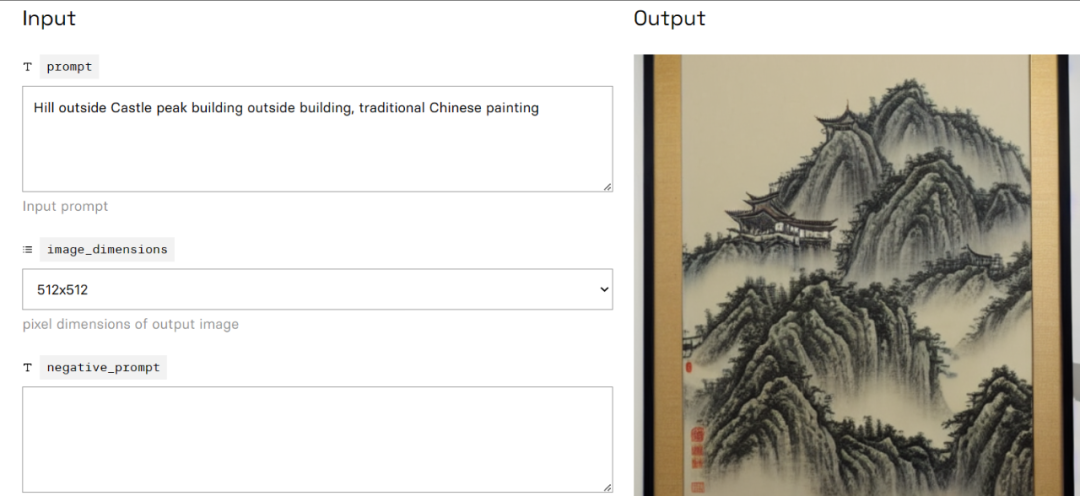 Input
prompt
Hill outside Castle peak building outside building, traditional Chinese painting
Input prompt
image_dimensions
512x512
pixel dimensions of output image
negative_prompt
Output